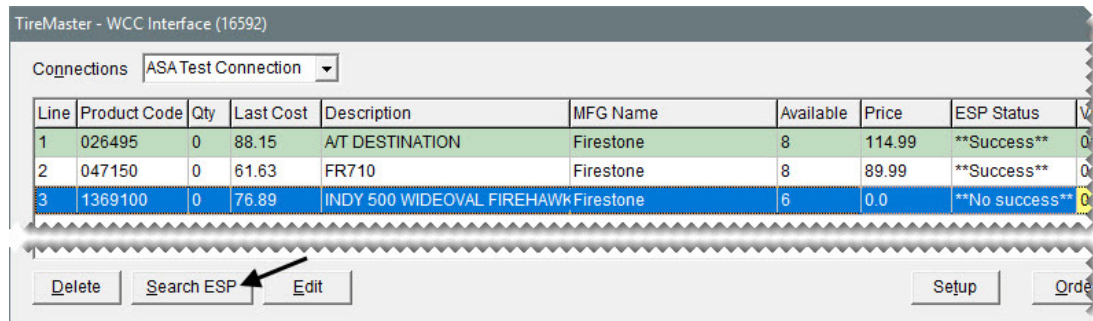 TireMaster - WCC Interface (16592)
Connections ASA Test Connection
Line Product Code Qty Last Cost Description MFG Name Available Price ESP Status
1 026495 0 88.15 A/T DESTINATION Firestone 8 114.99 **Success**
2 047150 0 61.63 FR710 Firestone 8 89.99 **Success**
3 1369100 0 76.89 INDY 500 WIDEOVAL FIREHAWK Firestone 6 0.0 **No success** 0
Delete Search ESP Edit Setup